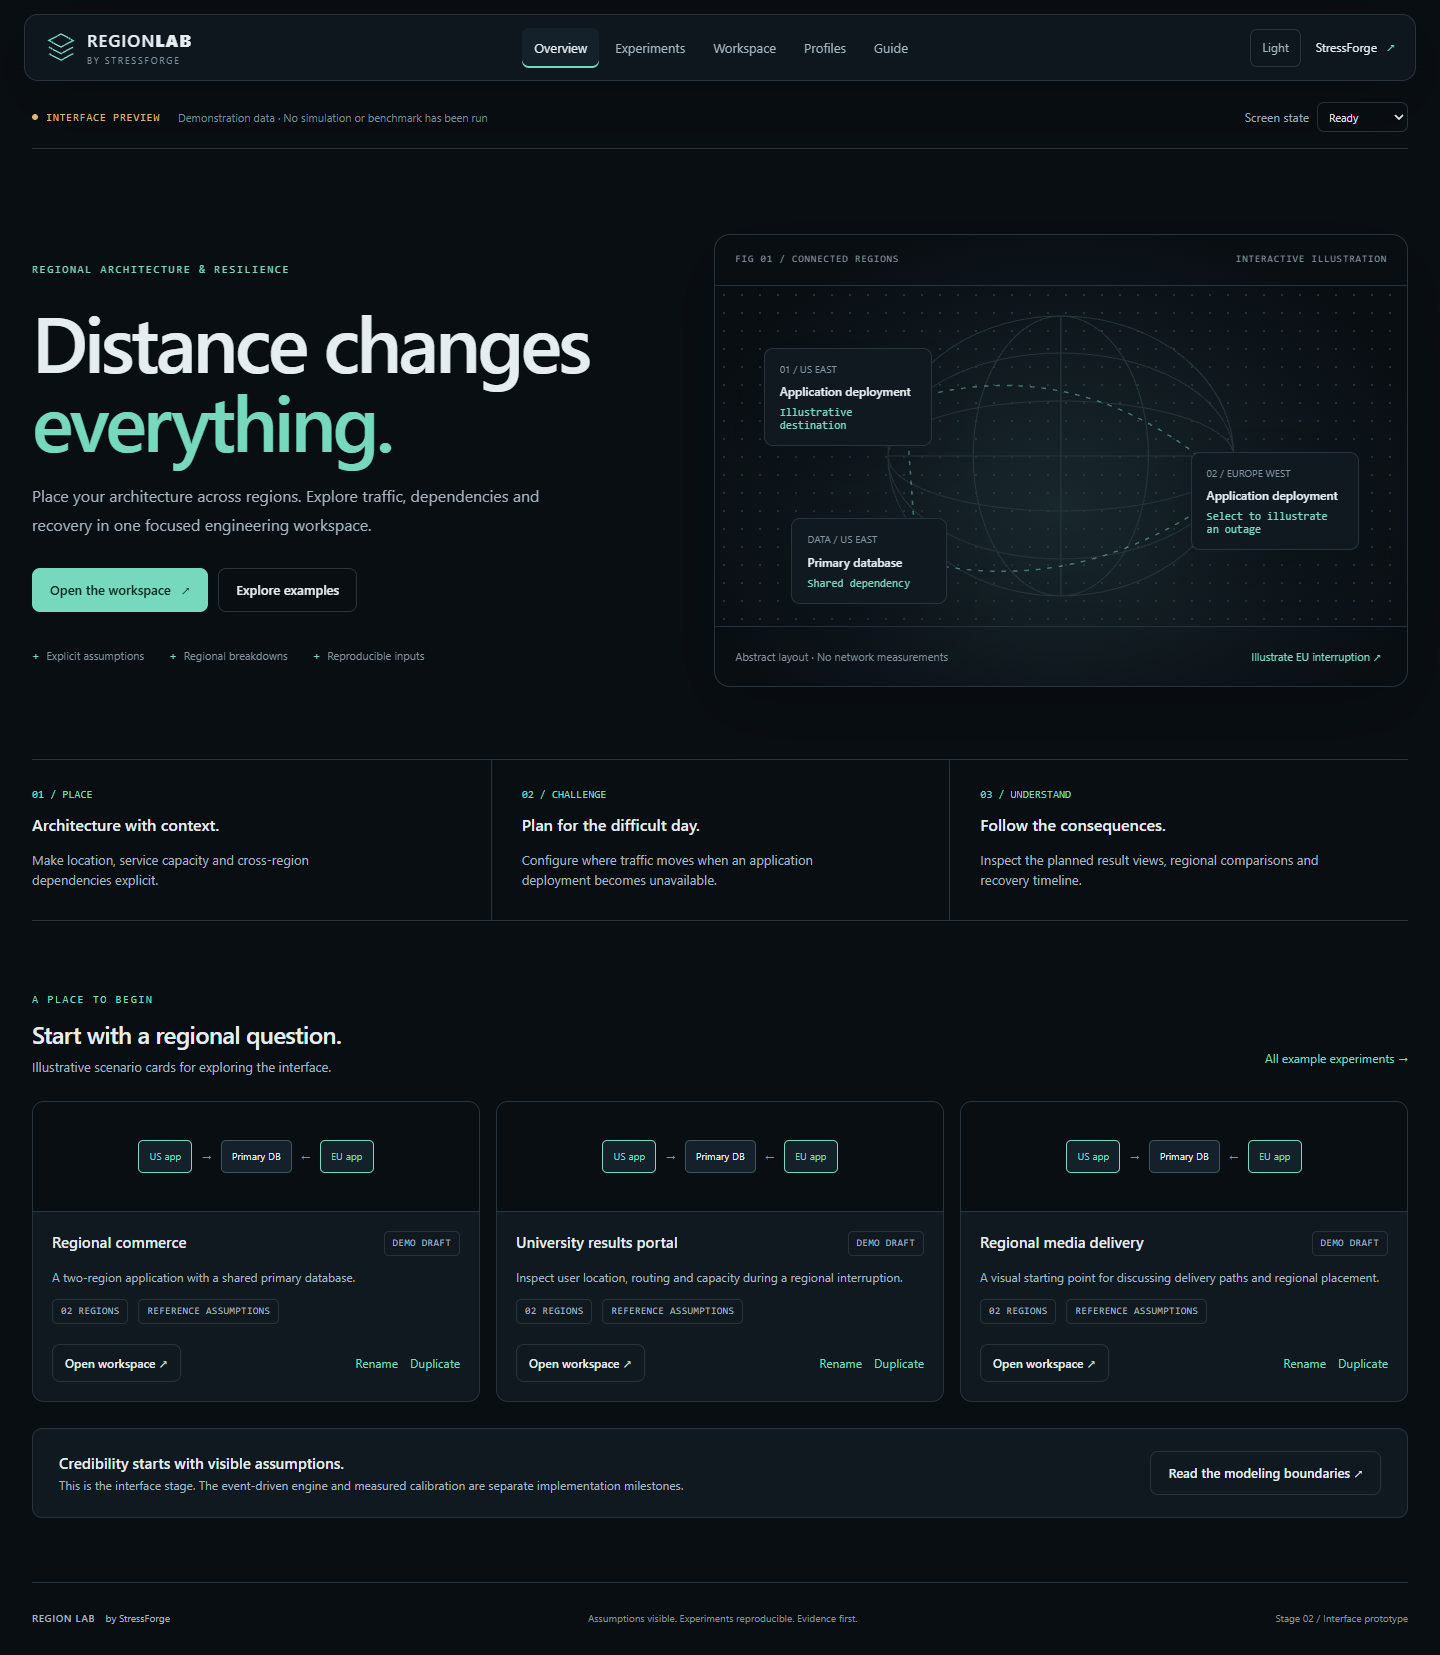 REGIONLAB
BY STRESSFORGE
Overview
Experiments
Workspace
Profiles
Guide
Light
StressForge ↗
INTERFACE PREVIEW
Demonstration data · No simulation or benchmark has been run
Screen state
Ready
REGIONAL ARCHITECTURE & RESILIENCE
Distance changes
everything.
Place your architecture across regions. Explore traffic, dependencies and
recovery in one focused engineering workspace.
Open the workspace ↗
Explore examples
+ Explicit assumptions
+ Regional breakdowns
+ Reproducible inputs
FIG 01 / CONNECTED REGIONS
INTERACTIVE ILLUSTRATION
01 / US EAST
Application deployment
Illustrative
destination
02 / EUROPE WEST
Application deployment
Select to illustrate
an outage
DATA / US EAST
Primary database
Shared dependency
Abstract layout · No network measurements
Illustrate EU interruption ↗
01 / PLACE
Architecture with context.
Make location, service capacity and cross-region
dependencies explicit.
02 / CHALLENGE
Plan for the difficult day.
Configure where traffic moves when an application
deployment becomes unavailable.
03 / UNDERSTAND
Follow the consequences.
Inspect the planned result views, regional comparisons and
recovery timeline.
A PLACE TO BEGIN
Start with a regional question.
Illustrative scenario cards for exploring the interface.
All example experiments →
US app → Primary DB ← EU app
Regional commerce
DEMO DRAFT
A two-region application with a shared primary database.
02 REGIONS
REFERENCE ASSUMPTIONS
Open workspace ↗
Rename
Duplicate
US app → Primary DB ← EU app
University results portal
DEMO DRAFT
Inspect user location, routing and capacity during a regional interruption.
02 REGIONS
REFERENCE ASSUMPTIONS
Open workspace ↗
Rename
Duplicate
US app → Primary DB ← EU app
Regional media delivery
DEMO DRAFT
A visual starting point for discussing delivery paths and regional placement.
02 REGIONS
REFERENCE ASSUMPTIONS
Open workspace ↗
Rename
Duplicate
Credibility starts with visible assumptions.
This is the interface stage. The event-driven engine and measured calibration are separate implementation milestones.
Read the modeling boundaries ↗
REGION LAB by StressForge
Assumptions visible. Experiments reproducible. Evidence first.
Stage 02 / Interface prototype